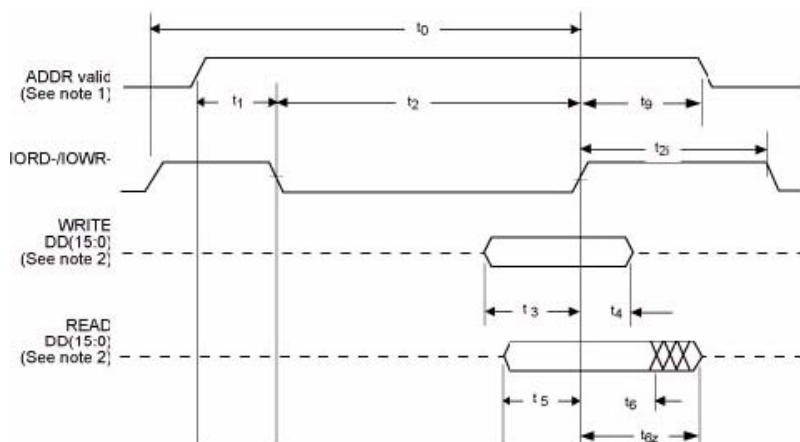 t0
ADDR valid
(See note 1)
t1
t2
t9
IORD-/IOWR-
t2i
WRITE
DD(15:0)
(See note 2)
t3
t4
READ
DD(15:0)
(See note 2)
t5
t6
t6z